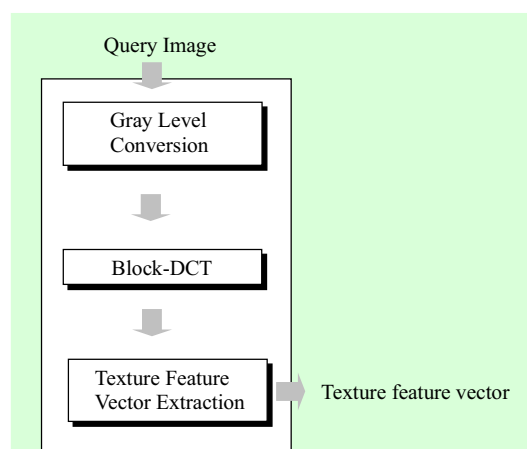 Query Image
Gray Level
Conversion
Block-DCT
Texture Feature
Vector Extraction
Texture feature vector